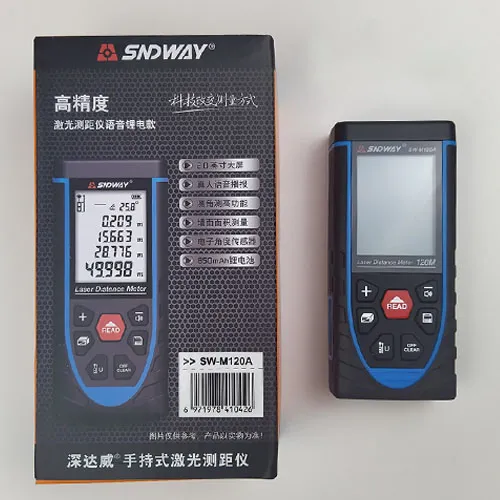 SNDWAY®
高精度
激光测距仪语音锂电款
科技改变测量方式
SNDWAY®
25.8°
0.209 m
15.663 m
28.776 m
49.998 m
Laser Distance Meter
READ
OFF
CLEAR
2.0英寸大屏
真人语音播报
测角测高功能
墙面面积测量
电子角度传感器
850mAh锂电池
>> SW-M120A
6 921978 410426
图片仅供参考,产品以实物为准!
深达威®手持式激光测距仪
SNDWAY
SW-M120A
Laser Distance Meter 120M
READ
OFF
CLEAR